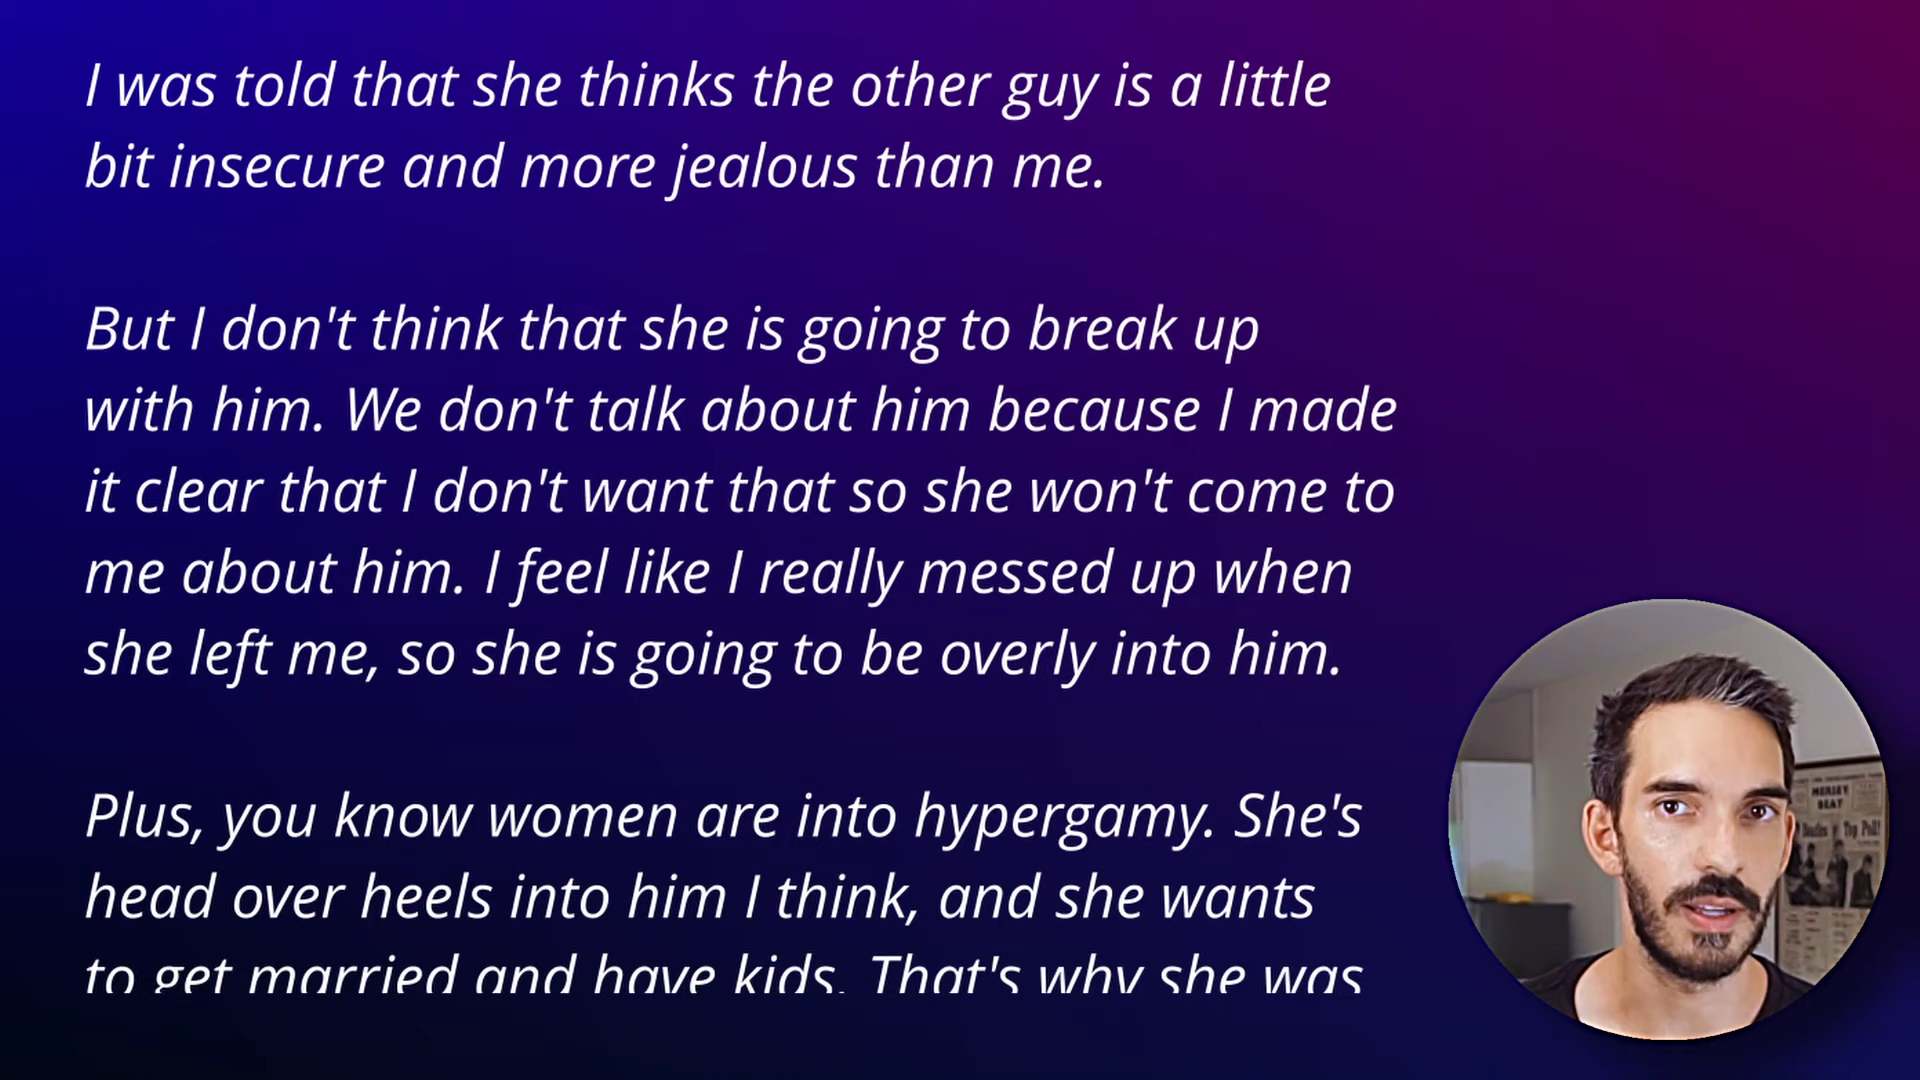 I was told that she thinks the other guy is a little
bit insecure and more jealous than me.
But I don't think that she is going to break up
with him. We don't talk about him because I made
it clear that I don't want that so she won't come to
me about him. I feel like I really messed up when
she left me, so she is going to be overly into him.
Plus, you know women are into hypergamy. She's
head over heels into him I think, and she wants
to get married and have kids. That's why she was
MERSEY
BEAT
Beatles Top Poll!